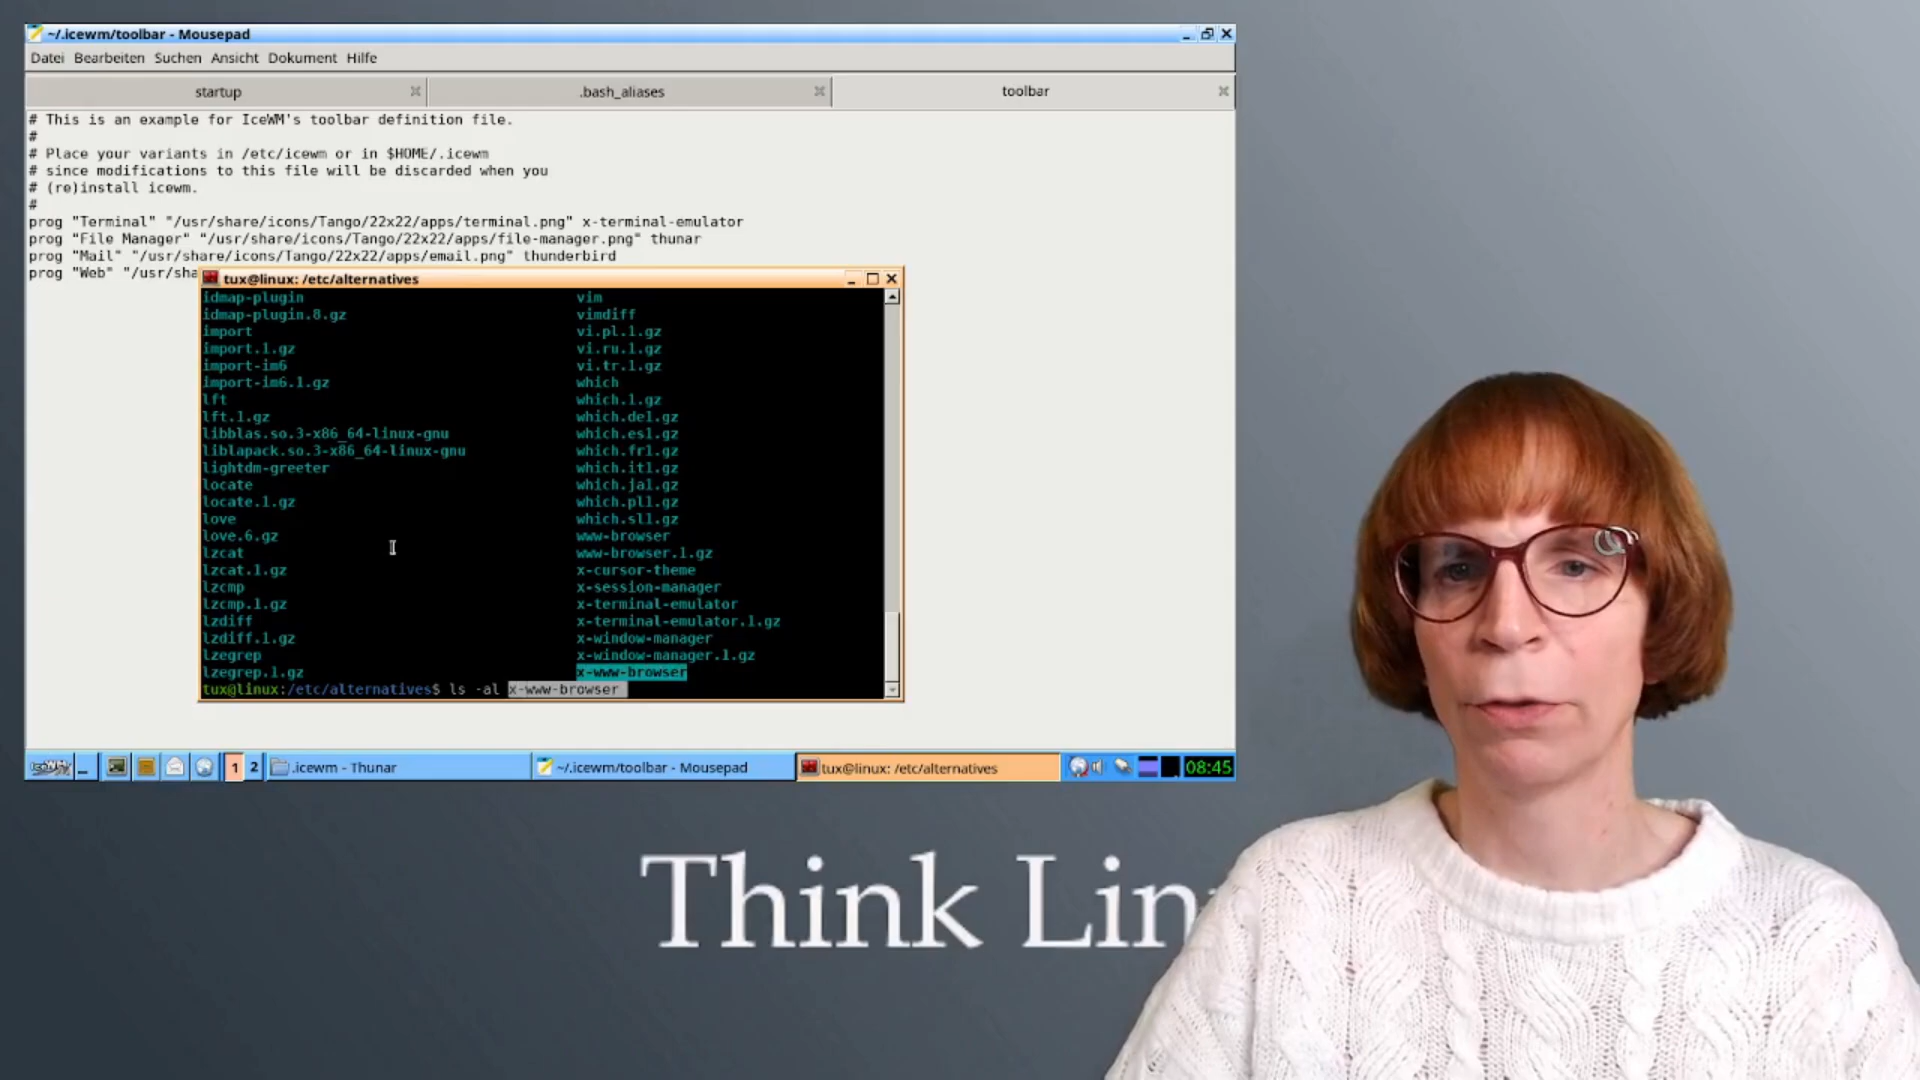 ~/.icewm/toolbar - Mousepad
Datei Bearbeiten Suchen Ansicht Dokument Hilfe
startup
.bash_aliases
toolbar
# This is an example for IceWM's toolbar definition file.
#
# Place your variants in /etc/icewm or in $HOME/.icewm
# since modifications to this file will be discarded when you
# (re)install icewm.
#
prog "Terminal" "/usr/share/icons/Tango/22x22/apps/terminal.png" x-terminal-emulator
prog "File Manager" "/usr/share/icons/Tango/22x22/apps/file-manager.png" thunar
prog "Mail" "/usr/share/icons/Tango/22x22/apps/email.png" thunderbird
prog "Web" "/usr/sha
tux@linux: /etc/alternatives
idmap-plugin vim
idmap-plugin.8.gz vimdiff
import vi.pl.1.gz
import.1.gz vi.ru.1.gz
import-im6 vi.tr.1.gz
import-im6.1.gz which
lft which.1.gz
lft.1.gz which.de1.gz
libblas.so.3-x86_64-linux-gnu which.es1.gz
liblapack.so.3-x86_64-linux-gnu which.fr1.gz
lightdm-greeter which.it1.gz
locate which.ja1.gz
locate.1.gz which.pl1.gz
love which.sl1.gz
love.6.gz www-browser
lzcat www-browser.1.gz
lzcat.1.gz x-cursor-theme
lzcmp x-session-manager
lzcmp.1.gz x-terminal-emulator
lzdiff x-terminal-emulator.1.gz
lzdiff.1.gz x-window-manager
lzegrep x-window-manager.1.gz
lzegrep.1.gz x-www-browser
tux@linux:/etc/alternatives$ ls -al x-www-browser
IceWM 1 2 .icewm - Thunar ~/.icewm/toolbar - Mousepad tux@linux: /etc/alternatives 08:45
Think Lin